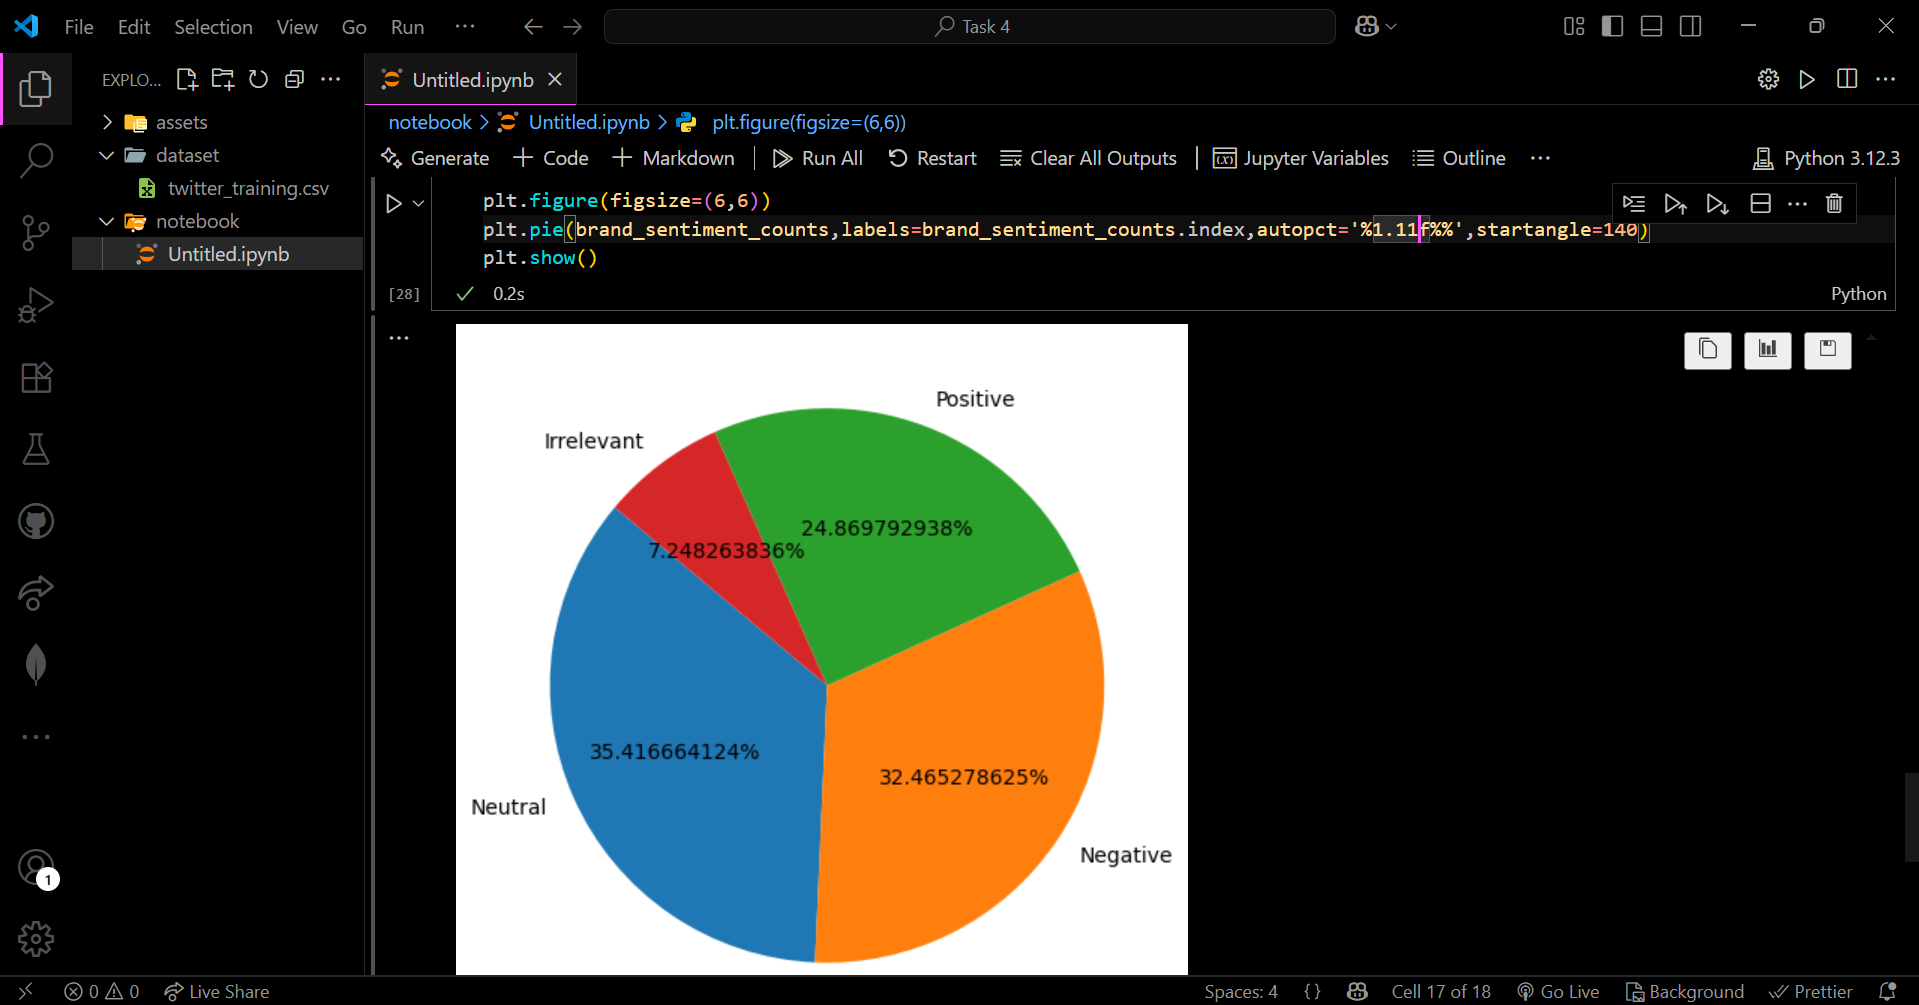 File Edit Selection View Go Run ··· Task 4
EXPLO... ···
Untitled.ipynb
assets
dataset
twitter_training.csv
notebook
Untitled.ipynb
notebook > Untitled.ipynb > plt.figure(figsize=(6,6))
Generate + Code + Markdown | Run All Restart Clear All Outputs | (x) Jupyter Variables Outline ··· Python 3.12.3
plt.figure(figsize=(6,6))
plt.pie(brand_sentiment_counts,labels=brand_sentiment_counts.index,autopct='%1.11f%%',startangle=140)
plt.show()
[28] 0.2s Python
Positive
Irrelevant
24.869792938%
7.248263836%
35.416664124%
32.465278625%
Neutral
Negative
1
0 0 Live Share Spaces: 4 {} Cell 17 of 18 Go Live Background Prettier